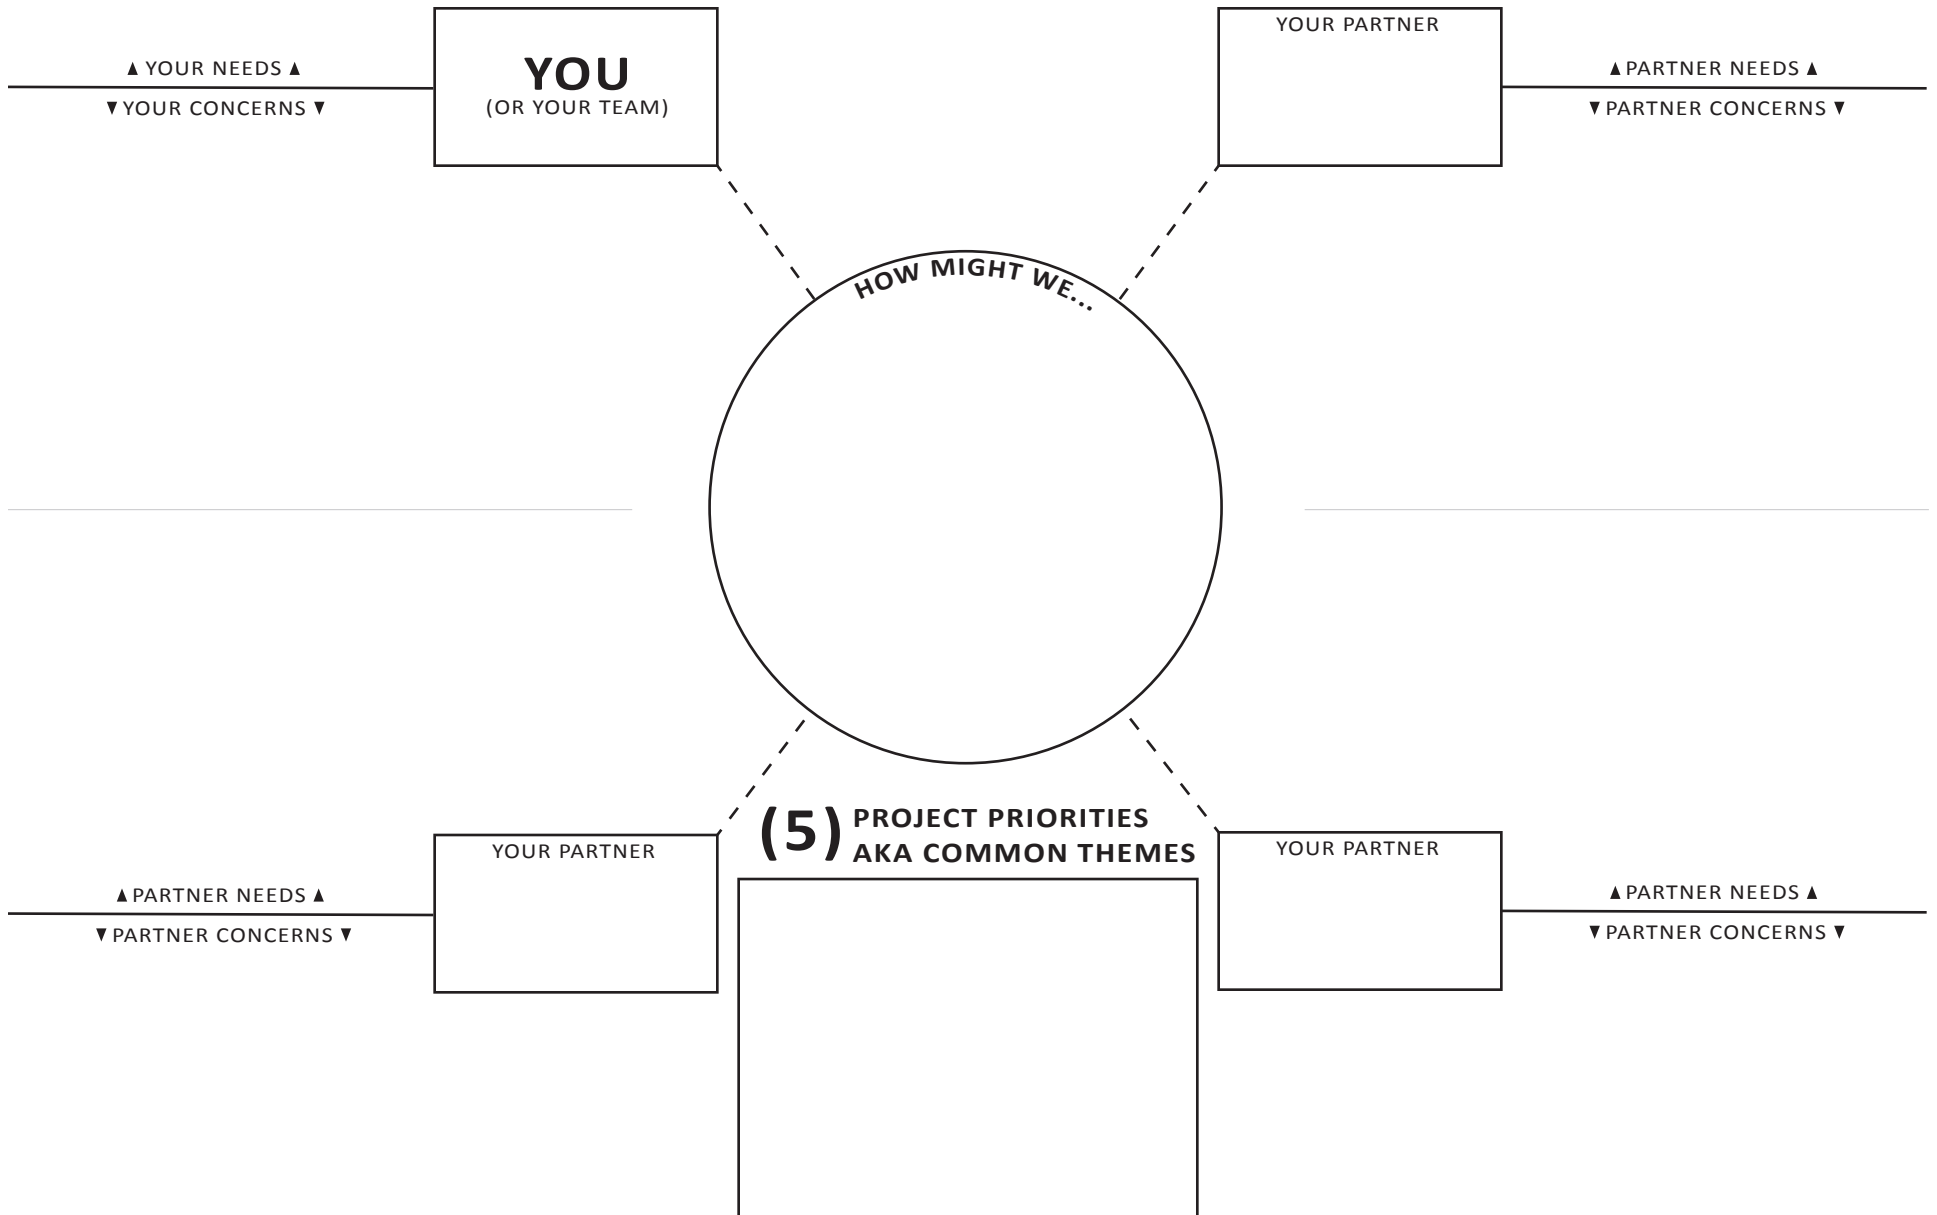 ▲ YOUR NEEDS ▲
▼ YOUR CONCERNS ▼
YOU
(OR YOUR TEAM)
YOUR PARTNER
▲ PARTNER NEEDS ▲
▼ PARTNER CONCERNS ▼
HOW MIGHT WE...
▲ PARTNER NEEDS ▲
▼ PARTNER CONCERNS ▼
YOUR PARTNER
(5) PROJECT PRIORITIES
AKA COMMON THEMES
YOUR PARTNER
▲ PARTNER NEEDS ▲
▼ PARTNER CONCERNS ▼